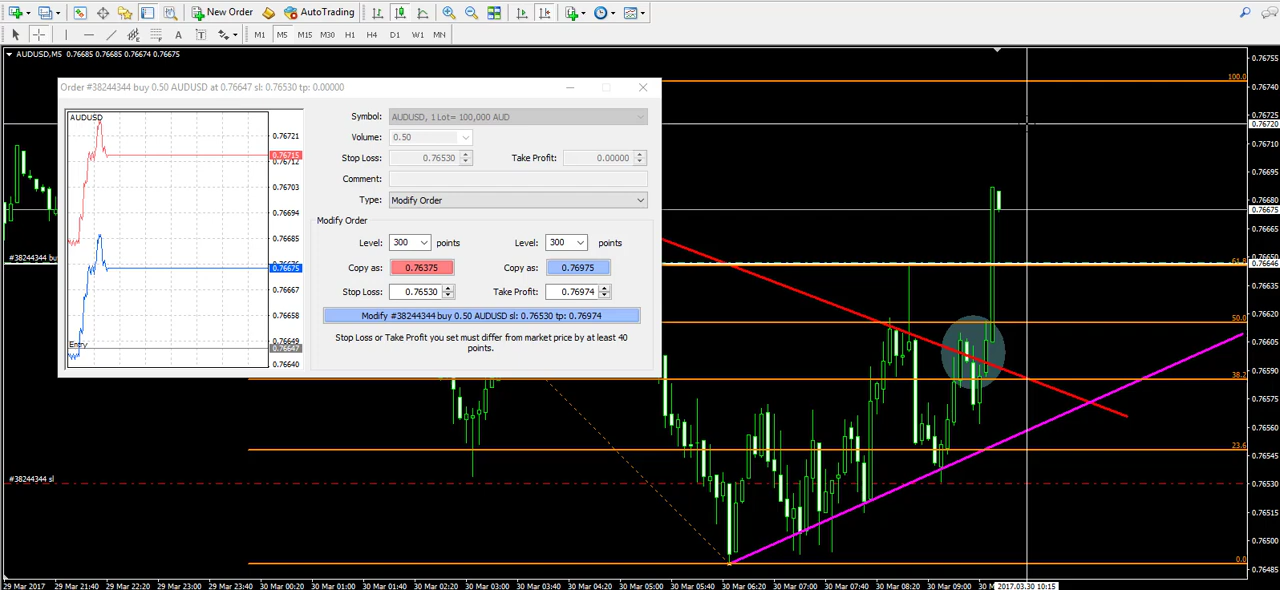 New Order
AutoTrading
A T
M1 M5 M15 M30 H1 H4 D1 W1 MN
AUDUSD,M5 0.76685 0.76685 0.76674 0.76675
Order #38244344 buy 0.50 AUDUSD at 0.76647 sl: 0.76530 tp: 0.00000
AUDUSD
0.76721
0.76715
0.76712
0.76703
0.76694
0.76685
0.76676
0.76675
0.76667
0.76658
0.76649
0.76647
0.76640
Entry
Symbol: AUDUSD, 1 Lot= 100,000 AUD
Volume: 0.50
Stop Loss: 0.76530 Take Profit: 0.00000
Comment:
Type: Modify Order
Modify Order
Level: 300 points Level: 300 points
Copy as: 0.76375 Copy as: 0.76975
Stop Loss: 0.76530 Take Profit: 0.76974
Modify #38244344 buy 0.50 AUDUSD sl: 0.76530 tp: 0.76974
Stop Loss or Take Profit you set must differ from market price by at least 40
points.
#38244344 bu
#38244344 sl
100.0
61.8
50.0
38.2
23.6
0.0
0.76755
0.76740
0.76725
0.76720
0.76710
0.76695
0.76680
0.76675
0.76660
0.76646
0.76635
0.76620
0.76605
0.76590
0.76575
0.76560
0.76545
0.76530
0.76515
0.76500
0.76485
29 Mar 2017 29 Mar 21:40 29 Mar 22:20 29 Mar 23:00 29 Mar 23:40 30 Mar 00:20 30 Mar 01:00 30 Mar 01:40 30 Mar 02:20 30 Mar 03:00 30 Mar 03:40 30 Mar 04:20 30 Mar 05:00 30 Mar 05:40 30 Mar 06:20 30 Mar 07:00 30 Mar 07:40 30 Mar 08:20 30 Mar 09:00 30 M 2017.03.30 10:15